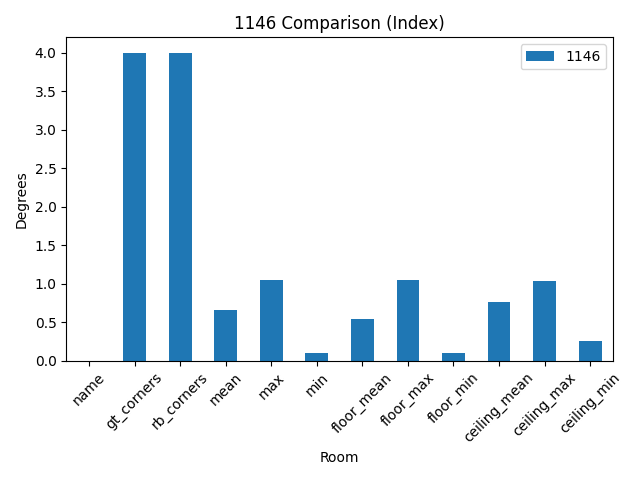 1146 Comparison (Index)
1146
Degrees
4.0
3.5
3.0
2.5
2.0
1.5
1.0
0.5
0.0
name
gt_corners
rb_corners
mean
max
min
floor_mean
floor_max
floor_min
ceiling_mean
ceiling_max
ceiling_min
Room